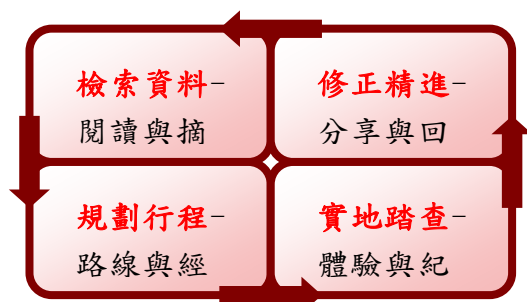 檢索資料–
閱讀與摘
修正精進–
分享與回
規劃行程–
路線與經
實地踏查–
體驗與紀